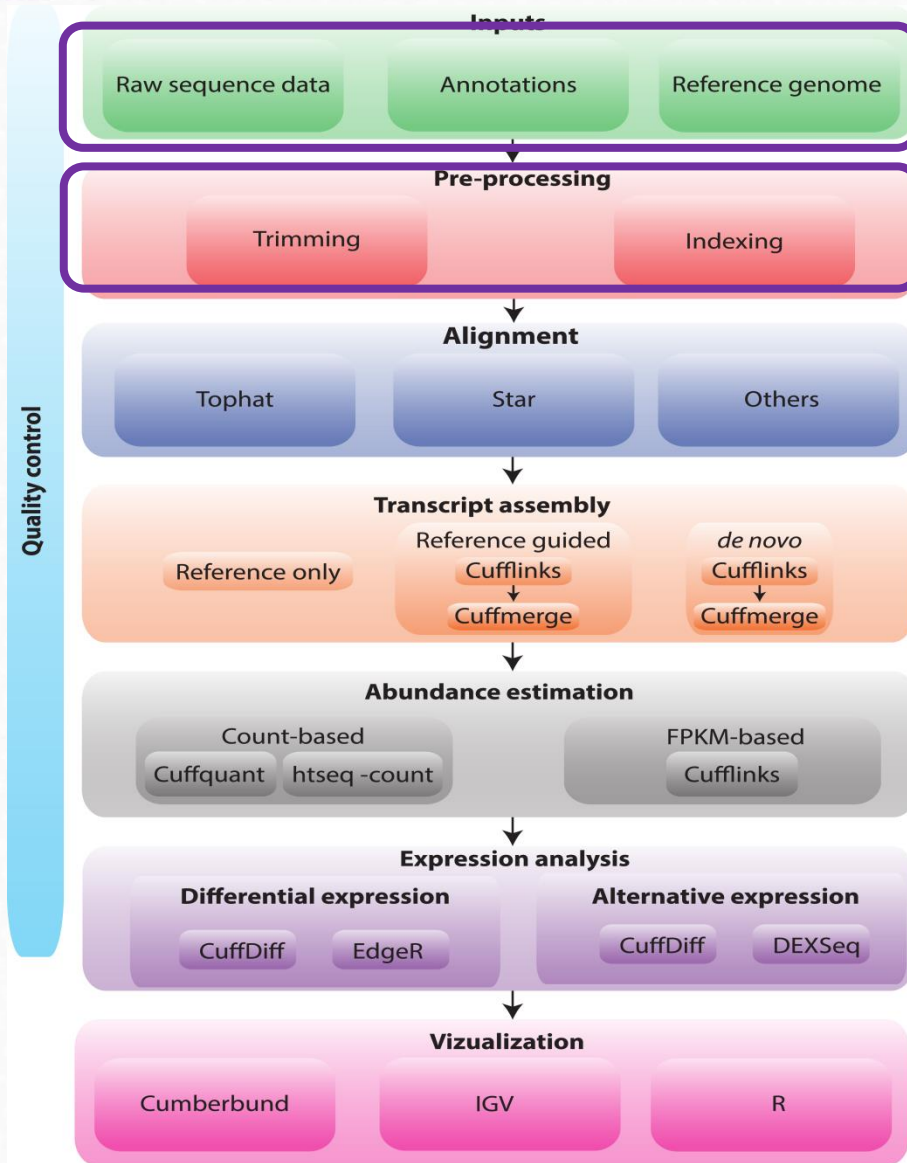 Inputs
Raw sequence data Annotations Reference genome
Pre-processing
Trimming Indexing
Alignment
Tophat Star Others
Quality control
Transcript assembly
Reference only
Reference guided
Cufflinks
Cuffmerge
de novo
Cufflinks
Cuffmerge
Abundance estimation
Count-based
Cuffquant htseq -count
FPKM-based
Cufflinks
Expression analysis
Differential expression
CuffDiff EdgeR
Alternative expression
CuffDiff DEXSeq
Vizualization
Cumberbund IGV R